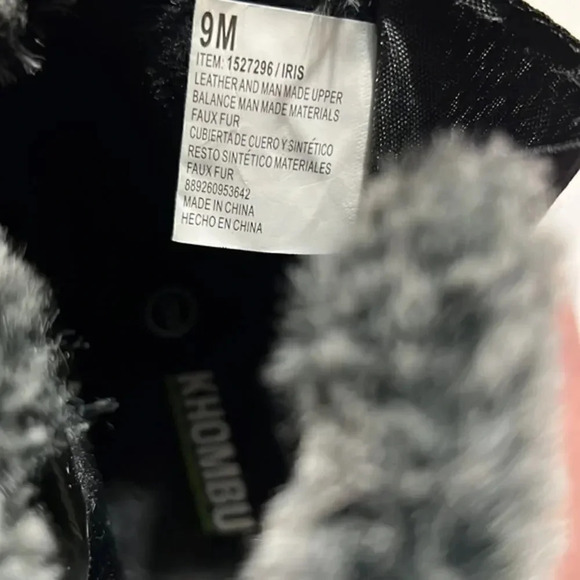 9M
ITEM: 1527296 / IRIS
LEATHER AND MAN MADE UPPER
BALANCE MAN MADE MATERIALS
FAUX FUR
CUBIERTA DE CUERO Y SINTÉTICO
RESTO SINTÉTICO MATERIALES
FAUX FUR
889260953642
MADE IN CHINA
HECHO EN CHINA
KHOMBU